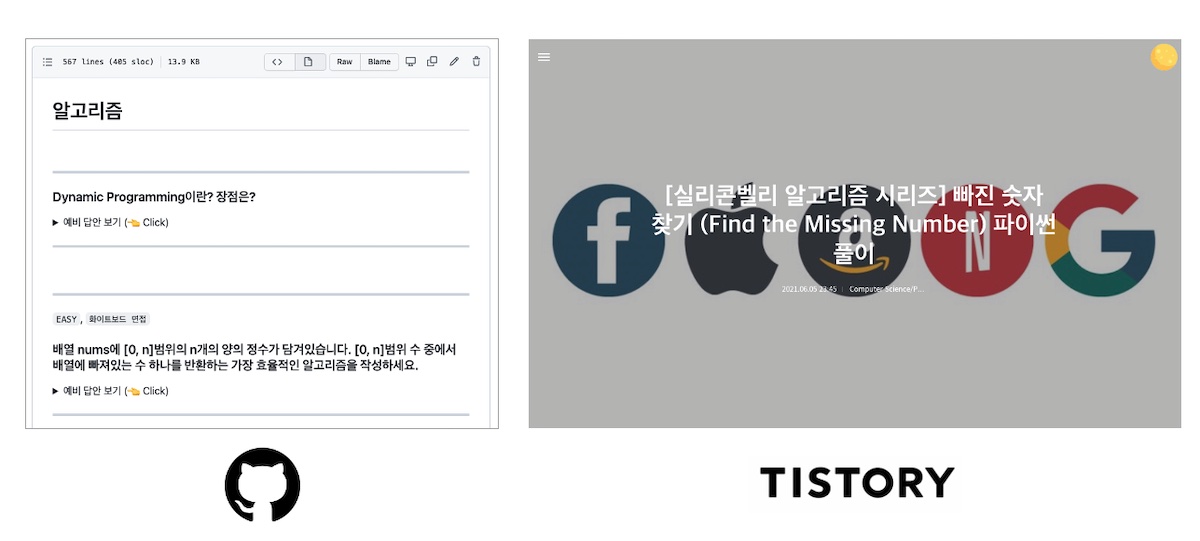 567 lines (405 sloc) 13.9 KB
Raw Blame
알고리즘
Dynamic Programming이란? 장점은?
예비 답안 보기 (👈 Click)
EASY , 화이트보드 면접
배열 nums에 [0, n]범위의 n개의 양의 정수가 담겨있습니다. [0, n]범위 수 중에서
배열에 빠져있는 수 하나를 반환하는 가장 효율적인 알고리즘을 작성하세요.
예비 답안 보기 (👈 Click)
[실리콘벨리 알고리즘 시리즈] 빠진 숫자
찾기 (Find the Missing Number) 파이썬
풀이
2021.06.05 23:45 | Computer Science/P...
f
a
N
G
TISTORY